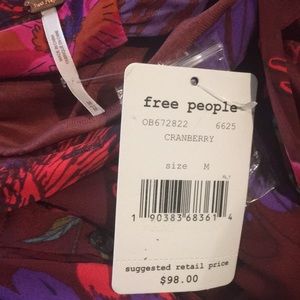 free people
OB672822 6625
CRANBERRY
size M
1 90383 68361 4
suggested retail price
$98.00